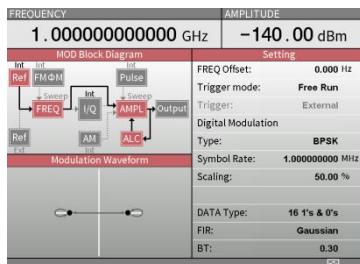 FREQUENCY AMPLITUDE
1.000000000000 GHz −140.00 dBm
MOD Block Diagram
Int Int Int
Ref FMΦM Pulse
Sweep Int Sweep
FREQ I/Q AMPL Output
Ref AM ALC
Ext Int
Modulation Waveform
Setting
FREQ Offset: 0.000 Hz
Trigger mode: Free Run
Trigger: External
Digital Modulation
Type: BPSK
Symbol Rate: 1.000000000 MHz
Scaling: 50.00 %
DATA Type: 16 1's & 0's
FIR: Gaussian
BT: 0.30